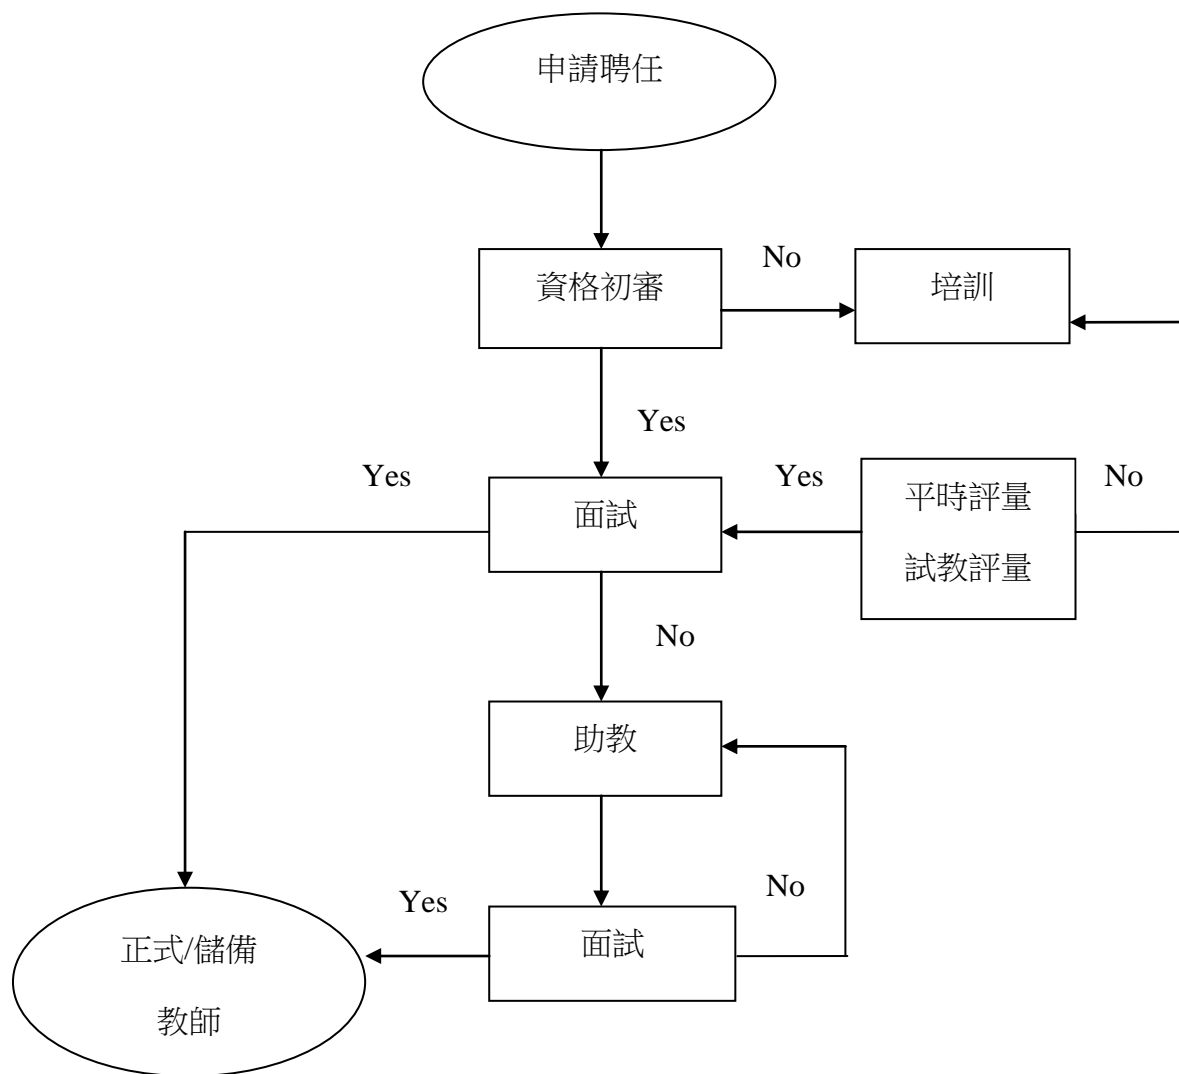 申請聘任
No
資格初審
培訓
Yes
Yes
Yes
No
面試
平時評量
試教評量
No
助教
No
Yes
面試
正式/儲備
教師